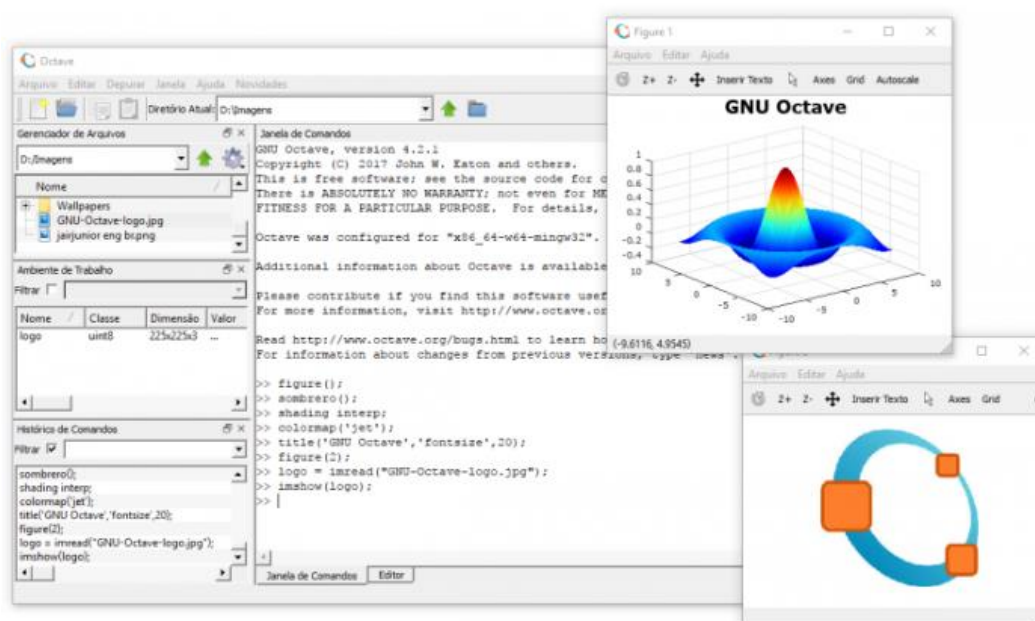 Octave
Arquivo Editar Depurar Janela Ajuda Novidades
Diretório Atual: D:\Imagens
Gerenciador de Arquivos
D:/Imagens
Nome
Wallpapers
GNU-Octave-logo.jpg
jairjunior eng br.png
Ambiente de Trabalho
Filtrar
Nome Classe Dimensão Valor
logo uint8 225x225x3 ...
Histórico de Comandos
Filtrar
sombrero();
shading interp;
colormap('jet');
title('GNU Octave','fontsize',20);
figure(2);
logo = imread("GNU-Octave-logo.jpg");
imshow(logo);
Janela de Comandos
GNU Octave, version 4.2.1
Copyright (C) 2017 John W. Eaton and others.
This is free software; see the source code for c
There is ABSOLUTELY NO WARRANTY; not even for ME
FITNESS FOR A PARTICULAR PURPOSE. For details,
Octave was configured for "x86_64-w64-mingw32".
Additional information about Octave is available
Please contribute if you find this software usef
For more information, visit http://www.octave.or
Read http://www.octave.org/bugs.html to learn ho
For information about changes from previous versions, type 'news'.
>> figure();
>> sombrero();
>> shading interp;
>> colormap('jet');
>> title('GNU Octave','fontsize',20);
>> figure(2);
>> logo = imread("GNU-Octave-logo.jpg");
>> imshow(logo);
>>
Janela de Comandos Editor
Figure 1
Arquivo Editar Ajuda
Z+ Z- Inserir Texto Axes Grid Autoscale
GNU Octave
1
0.8
0.6
0.4
0.2
0
-0.2
-0.4
10
5
0
-5
-10
-10
-5
0
5
10
(-9.6116, 4.9545)
Arquivo Editar Ajuda
Z+ Z- Inserir Texto Axes Grid